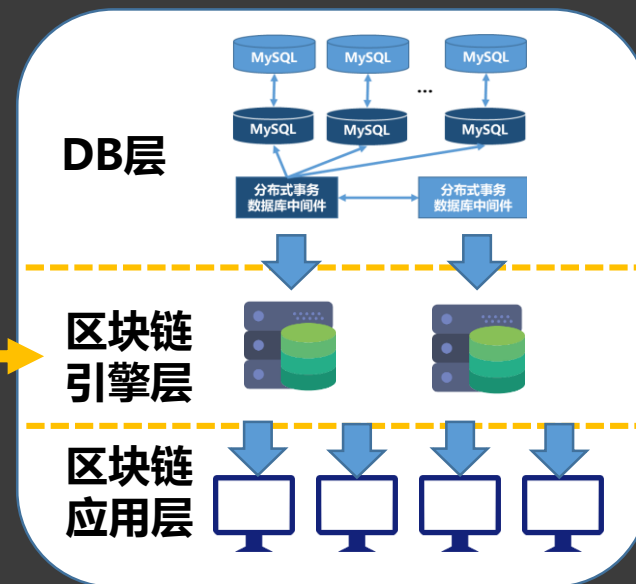 MySQL
MySQL
MySQL
...
MySQL
MySQL
MySQL
DB层
分布式事务
数据库中间件
分布式事务
数据库中间件
区块链
引擎层
区块链
应用层